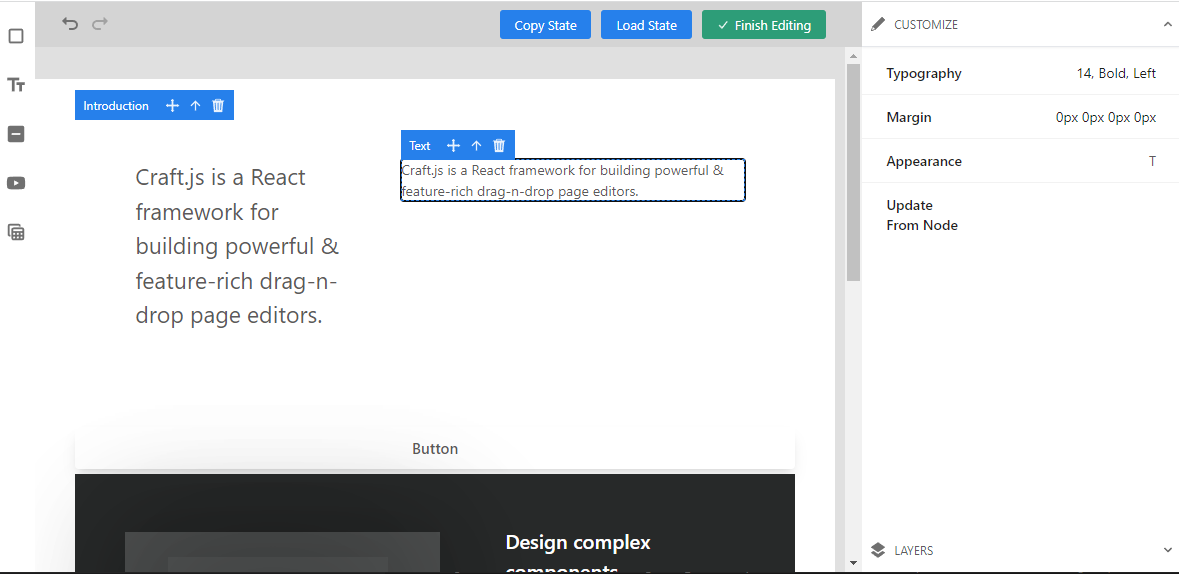 Copy State
Load State
Finish Editing
CUSTOMIZE
Tт
Typography
14, Bold, Left
Introduction
Margin
0px 0px 0px 0px
Text
Appearance
T
Craft.js is a React
framework for
building powerful &
feature-rich drag-n-
drop page editors.
Craft.js is a React framework for building powerful &
feature-rich drag-n-drop page editors.
Update
From Node
Button
Design complex
components
LAYERS